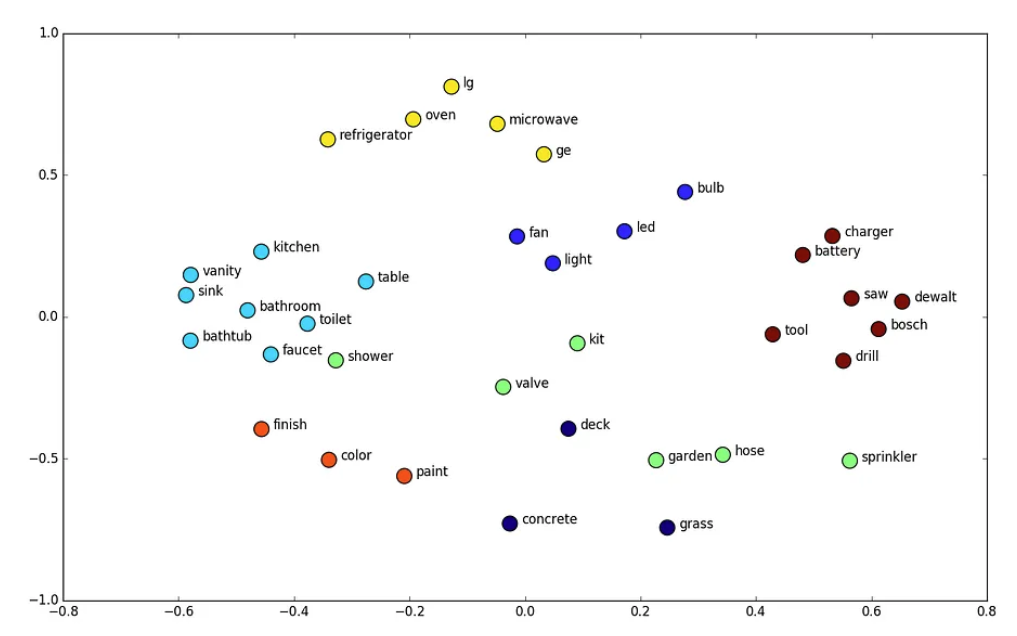 1.0
lg
oven
microwave
refrigerator
ge
0.5
bulb
led
charger
fan
battery
kitchen
light
vanity
table
sink
saw
dewalt
bathroom
0.0
toilet
bosch
tool
bathtub
kit
faucet
shower
drill
valve
finish
deck
color
garden
hose
sprinkler
−0.5
paint
concrete
grass
−1.0
−0.8 −0.6 −0.4 −0.2 0.0 0.2 0.4 0.6 0.8